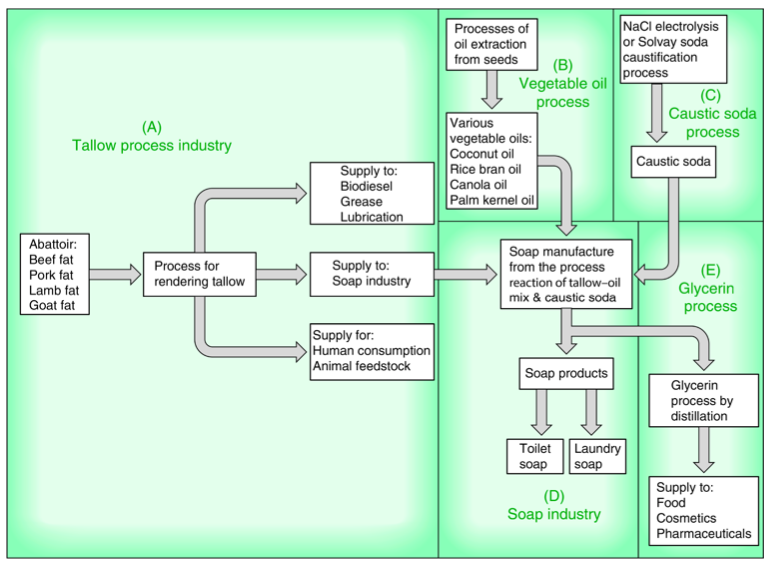 (A)
Tallow process industry
Abattoir:
Beef fat
Pork fat
Lamb fat
Goat fat
Process for
rendering tallow
Supply to:
Biodiesel
Grease
Lubrication
Supply to:
Soap industry
Supply for:
Human consumption
Animal feedstock
Processes of
oil extraction
from seeds
(B)
Vegetable oil
process
Various
vegetable oils:
Coconut oil
Rice bran oil
Canola oil
Palm kernel oil
NaCl electrolysis
or Solvay soda
caustification
process
(C)
Caustic soda
process
Caustic soda
Soap manufacture
from the process
reaction of tallow–oil
mix & caustic soda
Soap products
Toilet
soap
Laundry
soap
(D)
Soap industry
(E)
Glycerin
process
Glycerin
process by
distillation
Supply to:
Food
Cosmetics
Pharmaceuticals